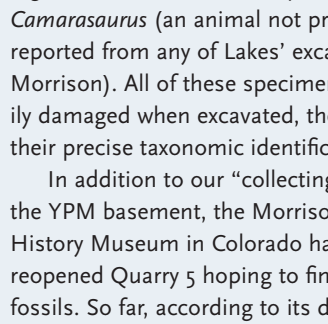 Camarasaurus (an animal not pr
reported from any of Lakes’ exca
Morrison). All of these specime
ily damaged when excavated, the
their precise taxonomic identific
In addition to our “collecting
the YPM basement, the Morriso
History Museum in Colorado ha
reopened Quarry 5 hoping to fin
fossils. So far, according to its d